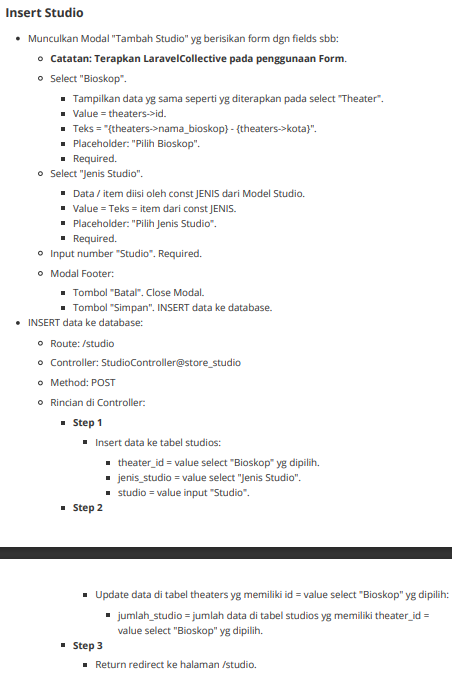 Insert Studio
Munculkan Modal "Tambah Studio" yg berisikan form dgn fields sbb:
Catatan: Terapkan LaravelCollective pada penggunaan Form.
Select "Bioskop".
Tampilkan data yg sama seperti yg diterapkan pada select "Theater".
Value = theaters->id.
Teks = "{theaters->nama_bioskop} - {theaters->kota}".
Placeholder: "Pilih Bioskop".
Required.
Select "Jenis Studio".
Data / item diisi oleh const JENIS dari Model Studio.
Value = Teks = item dari const JENIS.
Placeholder: "Pilih Jenis Studio".
Required.
Input number "Studio". Required.
Modal Footer:
Tombol "Batal". Close Modal.
Tombol "Simpan". INSERT data ke database.
INSERT data ke database:
Route: /studio
Controller: StudioController@store_studio
Method: POST
Rincian di Controller:
Step 1
Insert data ke tabel studios:
theater_id = value select "Bioskop" yg dipilih.
jenis_studio = value select "Jenis Studio".
studio = value input "Studio".
Step 2
Update data di tabel theaters yg memiliki id = value select "Bioskop" yg dipilih:
jumlah_studio = jumlah data di tabel studios yg memiliki theater_id =
value select "Bioskop" yg dipilih.
Step 3
Return redirect ke halaman /studio.